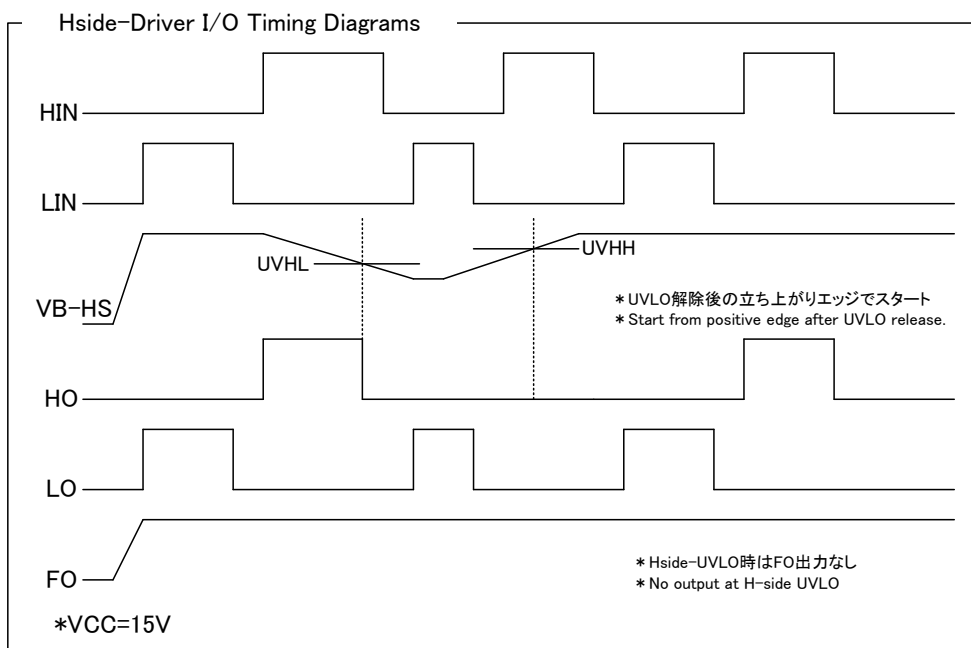 Hside-Driver I/O Timing Diagrams
HIN
LIN
UVHL
UVHH
VB-HS
*UVLO解除後の立ち上がりエッジでスタート
*Start from positive edge after UVLO release.
HO
LO
FO
*Hside-UVLO時はFO出力なし
*No output at H-side UVLO
*VCC=15V